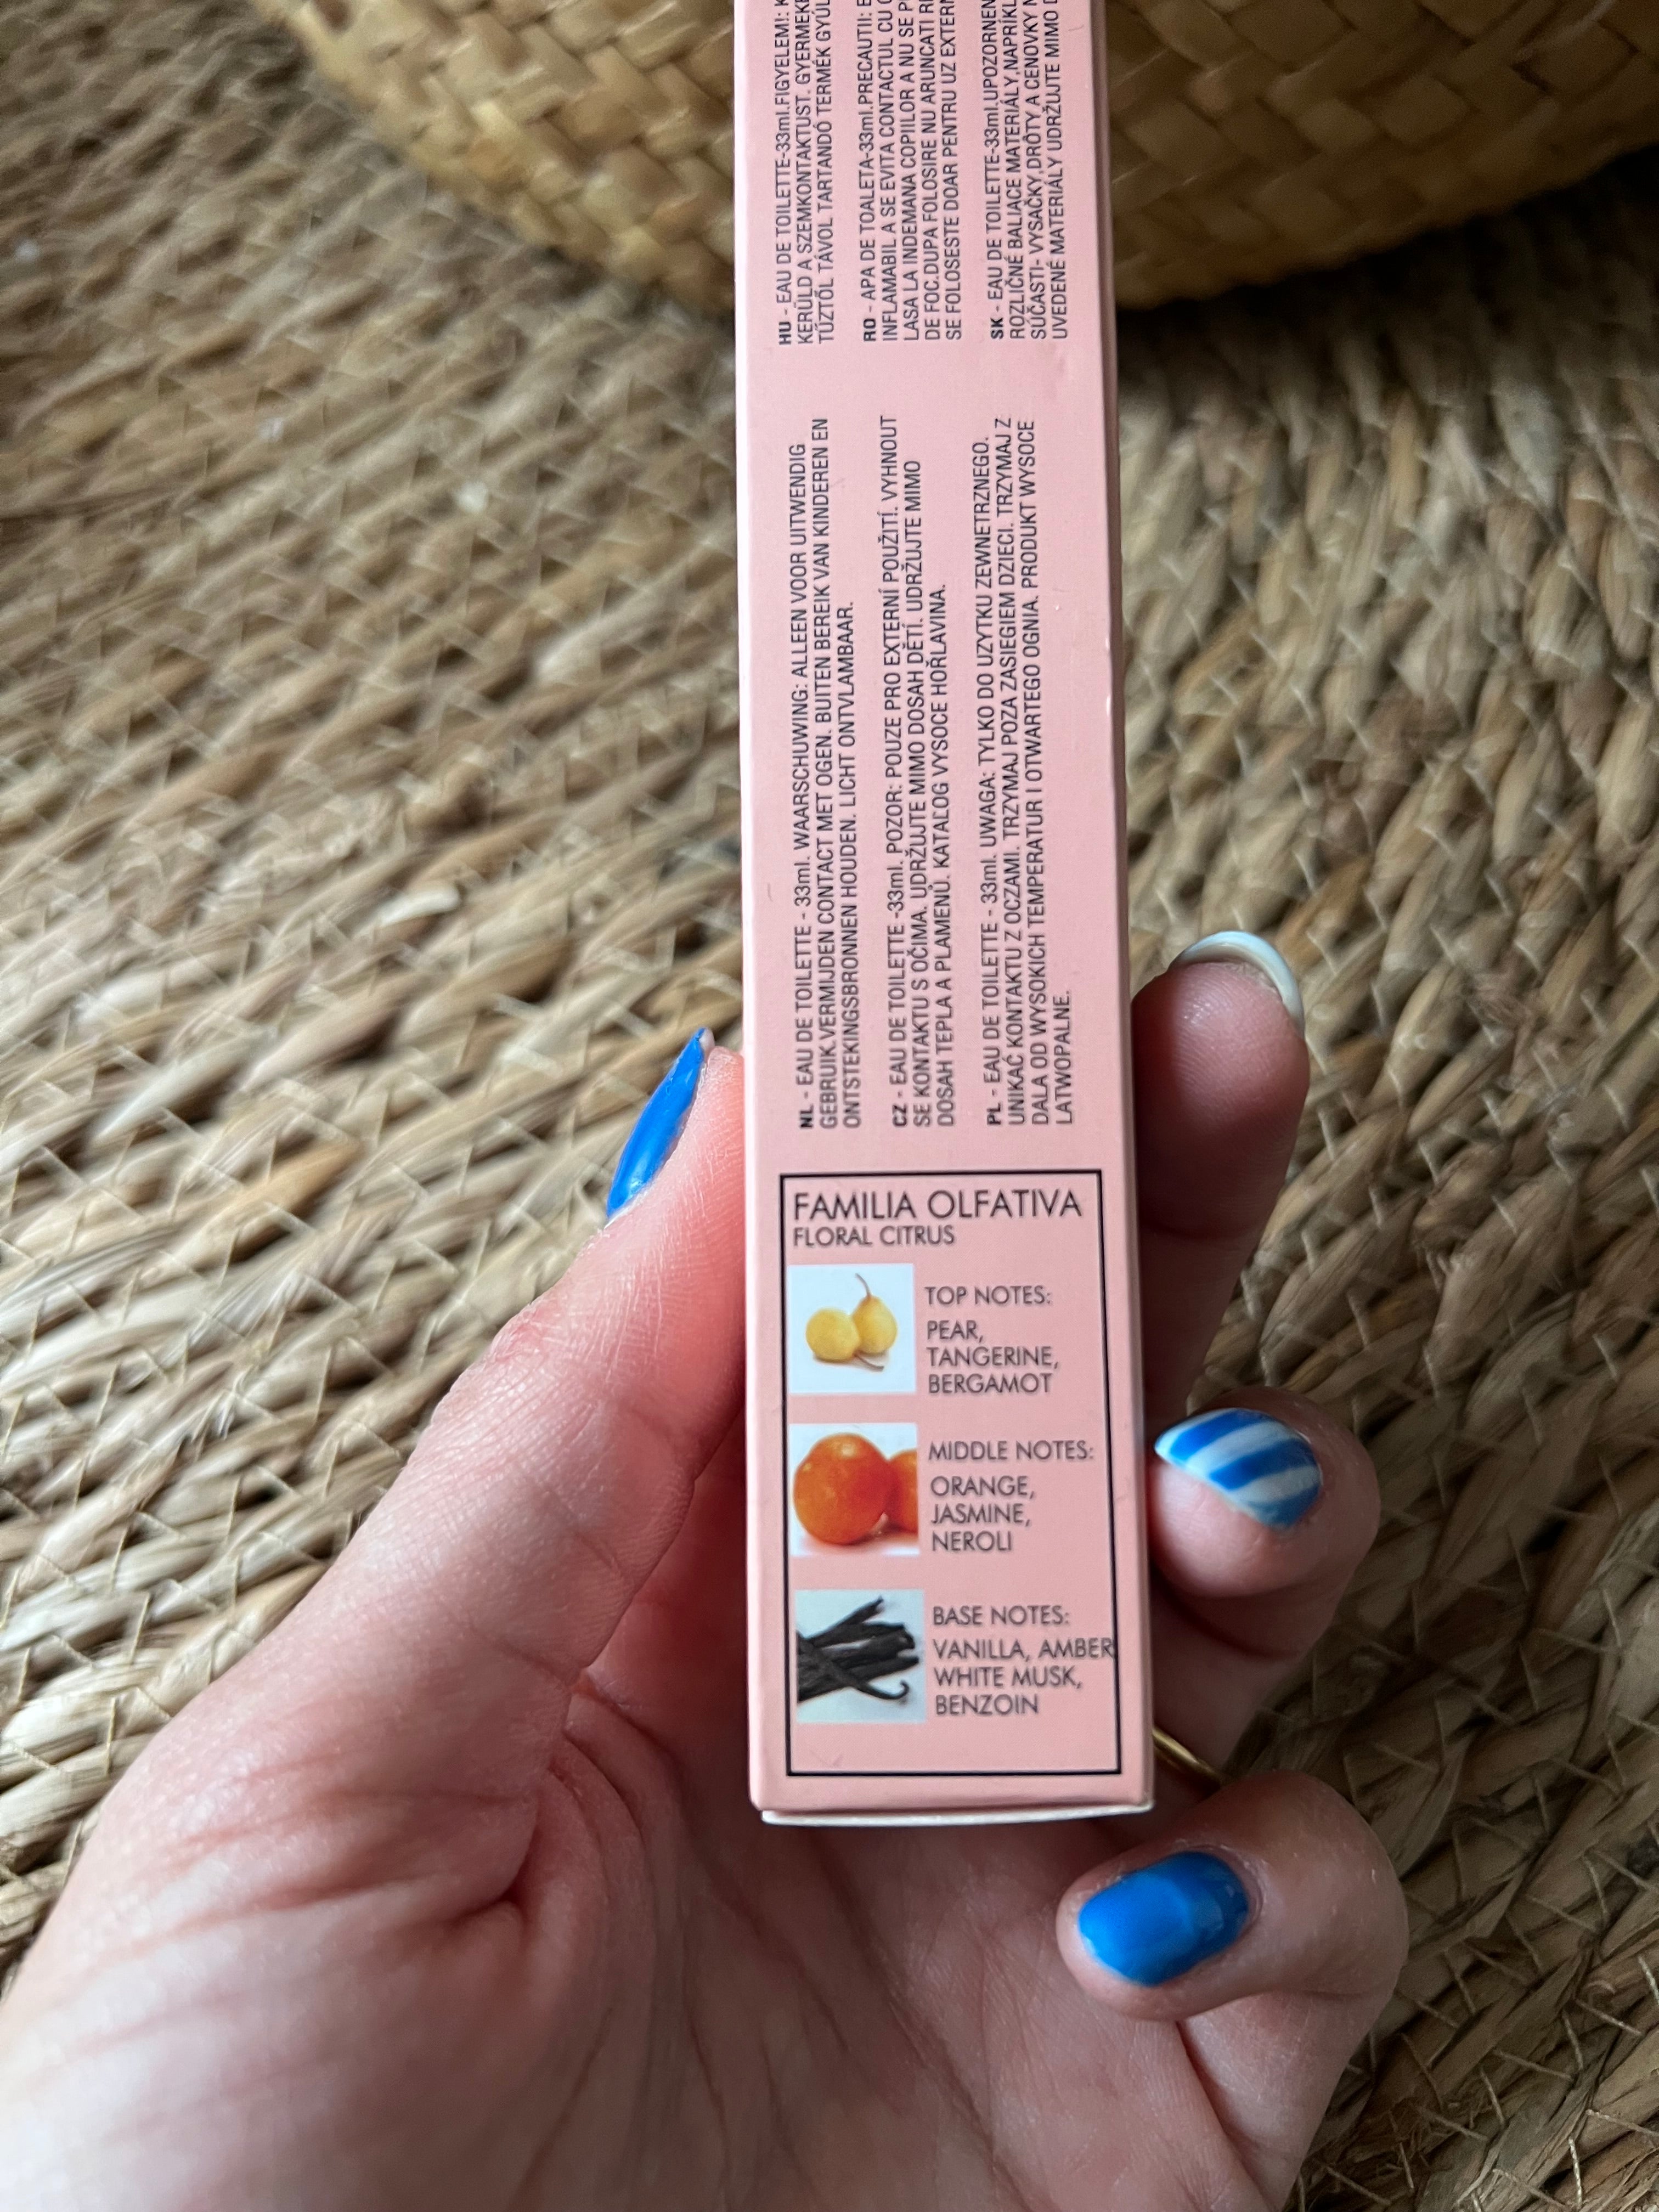 HU - EAU DE TOILETTE-33ml.FIGYELEM!:
KERÜLD A SZEMKONTAKTUST. GYERMEKE
TŰZTŐL TÁVOL TARTANDÓ TERMÉK GYÚL
RO - APA DE TOALETA-33ml.PRECAUTII:
INFLAMABIL A SE EVITA CONTACTUL CU
LASA LA INDEMANA COPIILOR A NU SE
DE FOC.DUPA FOLOSIRE NU ARUNCATI
SE FOLOSESTE DOAR PENTRU UZ EXTERN
SK - EAU DE TOILETTE-33ml.UPOZORNEN
ROZLIČNÉ BALIACE MATERIÁLY,NAPRÍKL
SÚČASTI- VYSAČKY,DRÔTY A CENOVKY
UVEDENÉ MATERIÁLY UDRŽUJTE MIMO
NL - EAU DE TOILETTE - 33ml. WAARSCHUWING: ALLEEN VOOR UITWENDIG
GEBRUIK.VERMIJDEN CONTACT MET OGEN. BUITEN BEREIK VAN KINDEREN EN
ONTSTEKINGSBRONNEN HOUDEN. LICHT ONTVLAMBAAR.
CZ - EAU DE TOILETTE -33ml. POZOR: POUZE PRO EXTERNÍ POUŽITÍ. VYHNOUT
SE KONTAKTU S OČIMA. UDRŽUJTE MIMO DOSAH DĚTÍ. UDRŽUJTE MIMO
DOSAH TEPLA A PLAMENŮ. KATALOG VYSOCE HOŘLAVINA.
PL - EAU DE TOILETTE - 33ml. UWAGA: TYLKO DO UZYTKU ZEWNETRZNEGO.
UNIKAĆ KONTAKTU Z OCZAMI. TRZYMAJ POZA ZASIEGIEM DZIECI. TRZYMAJ Z
DALA OD WYSOKICH TEMPERATUR I OTWARTEGO OGNIA. PRODUKT WYSOCE
LATWOPALNE.
FAMILIA OLFATIVA
FLORAL CITRUS
TOP NOTES:
PEAR,
TANGERINE,
BERGAMOT
MIDDLE NOTES:
ORANGE,
JASMINE,
NEROLI
BASE NOTES:
VANILLA, AMBER
WHITE MUSK,
BENZOIN